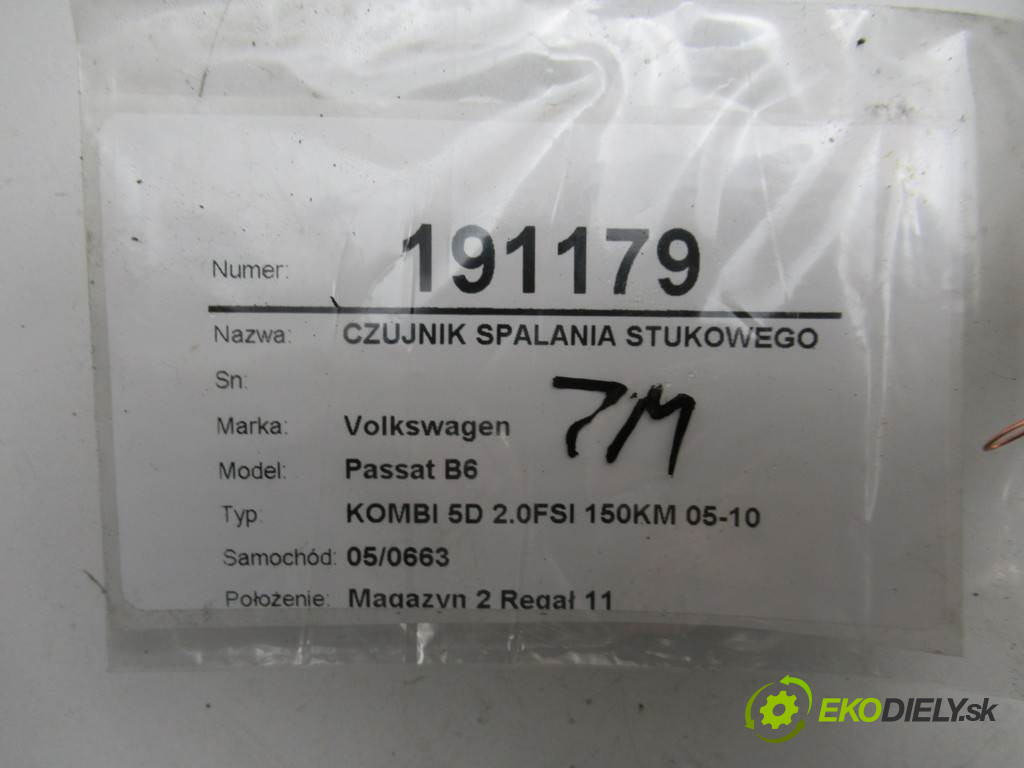 Numer: 191179
Nazwa: CZUJNIK SPALANIA STUKOWEGO
Sn:
7M
Marka: Volkswagen
Model: Passat B6
Typ: KOMBI 5D 2.0FSI 150KM 05-10
Samochód: 05/0663
Położenie: Magazyn 2 Regał 11
EKODIELY.sk